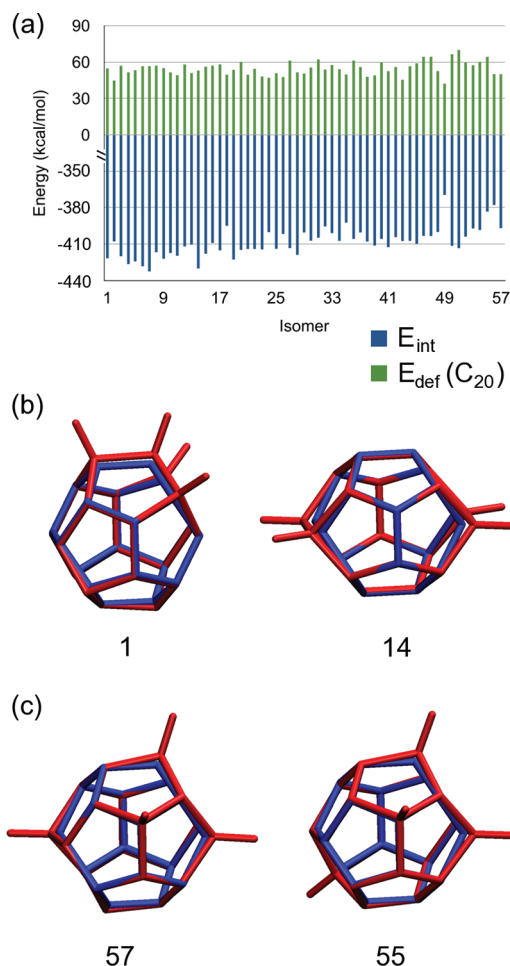 (a)
90
60
30
0
-350
-380
-410
-440
Energy (kcal/mol)
1 9 17 25 33 41 49 57
Isomer
E_int
E_def (C_20)
(b)
1 14
(c)
57 55